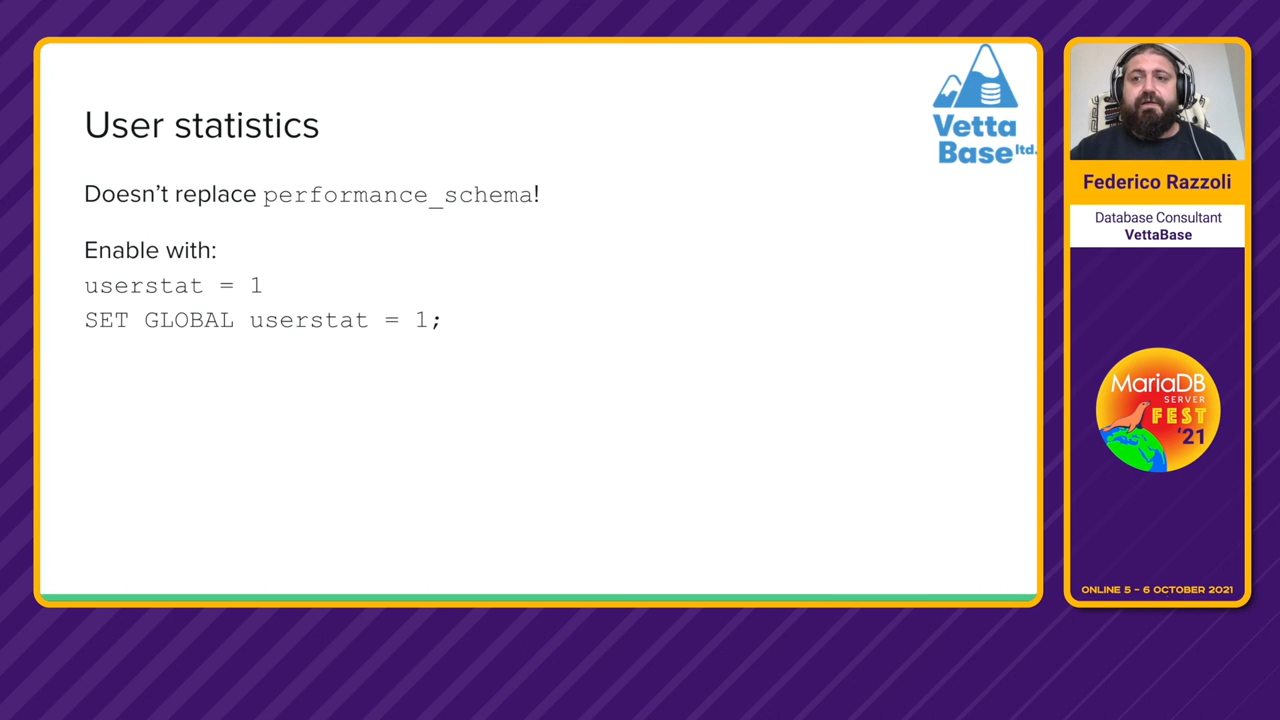 User statistics
Doesn't replace performance_schema!
Enable with:
userstat = 1
SET GLOBAL userstat = 1;
Vetta
Base ltd.
Federico Razzoli
Database Consultant
VettaBase
MariaDB
SERVER
FEST
'21
ONLINE 5 - 6 OCTOBER 2021